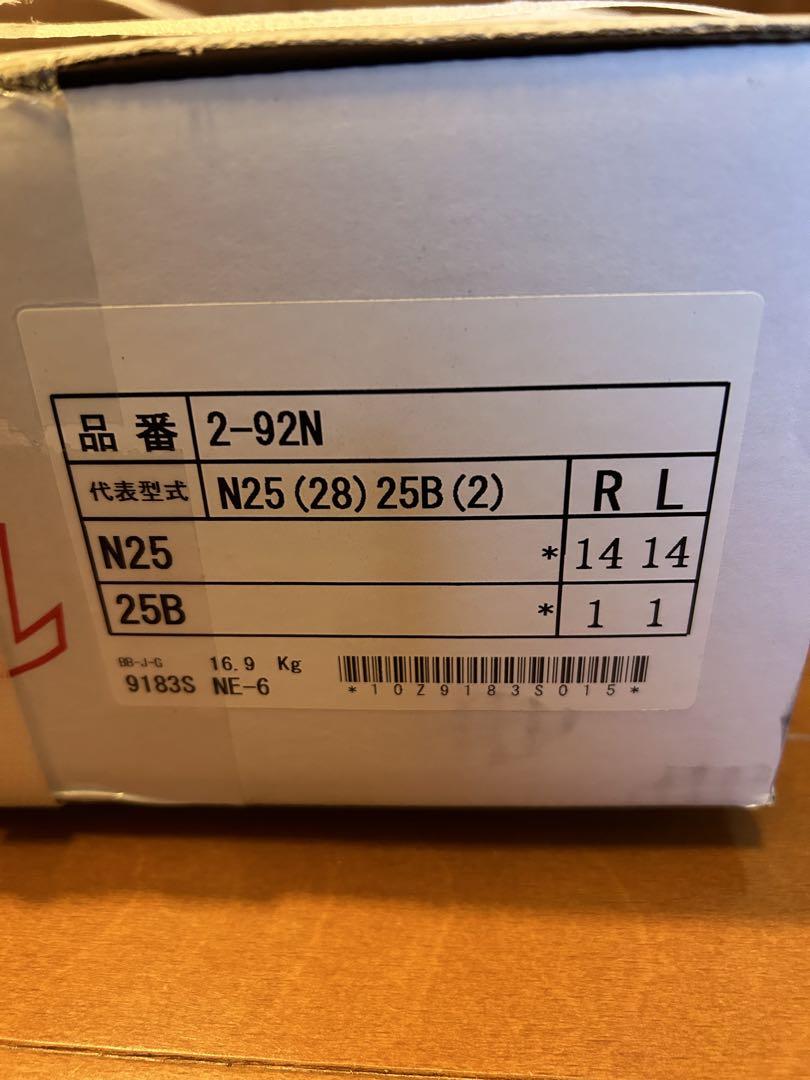 品番 2-92N
代表型式 N25(28)25B(2) R L
N25 * 14 14
25B * 1 1
BB-J-G 16.9 Kg
9183S NE-6 *10Z9183S015*